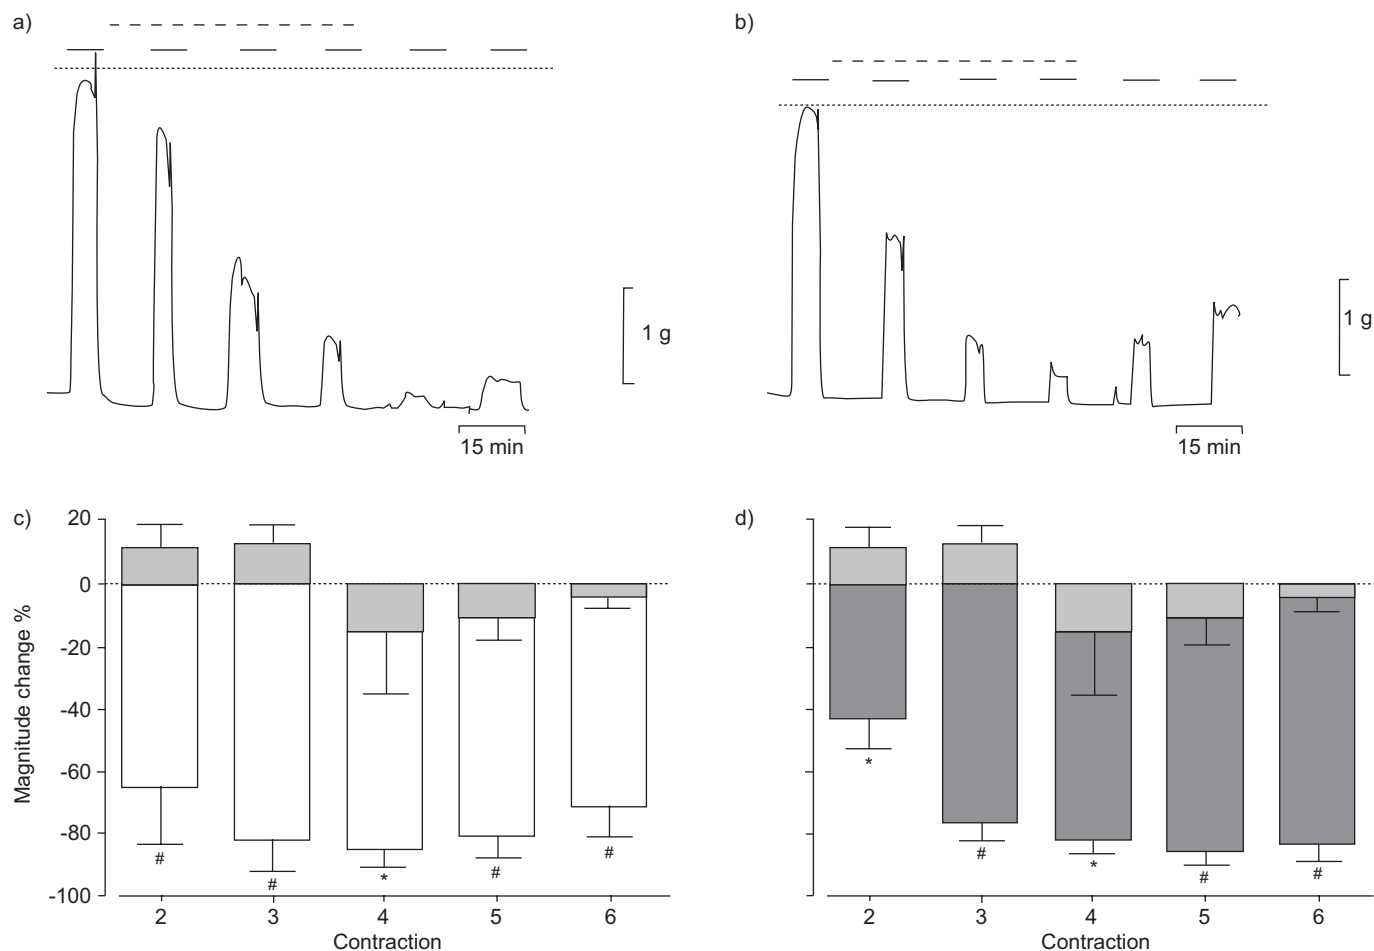 a)
1 g
15 min
b)
1 g
15 min
c)
Magnitude change %
20
0
-20
-40
-60
-80
-100
#
#
*
#
#
2 3 4 5 6
Contraction
d)
*
#
*
#
#
2 3 4 5 6
Contraction